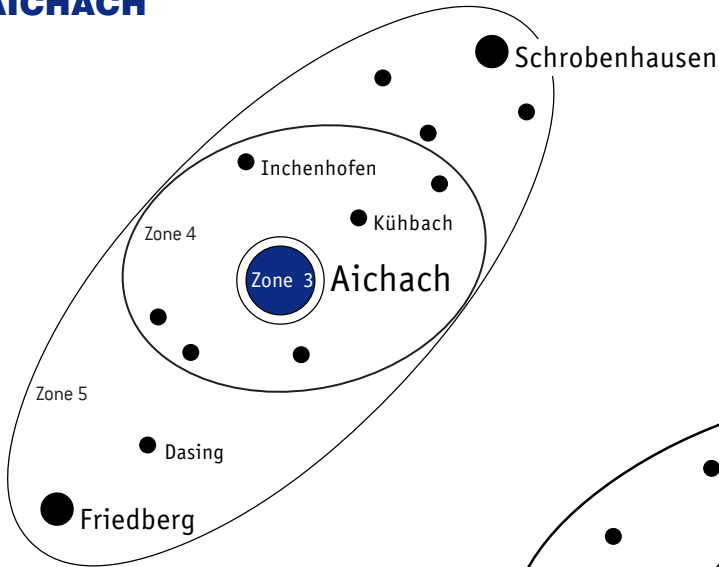 AICHACH
Schrobenhausen
Inchenhofen
Kühbach
Zone 4
Zone 3
Aichach
Zone 5
Dasing
Friedberg